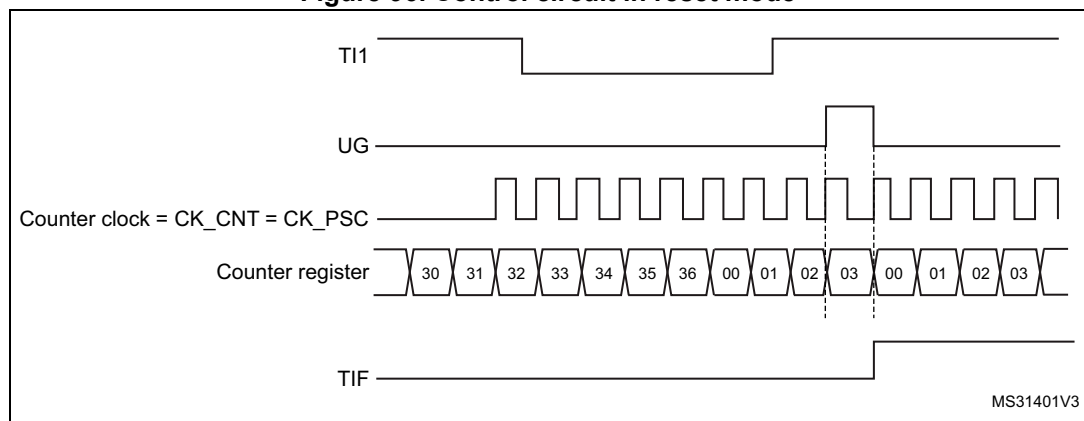 Figure 96. Control circuit in reset mode
TI1
UG
Counter clock = CK_CNT = CK_PSC
Counter register 30 31 32 33 34 35 36 00 01 02 03 00 01 02 03
TIF
MS31401V3